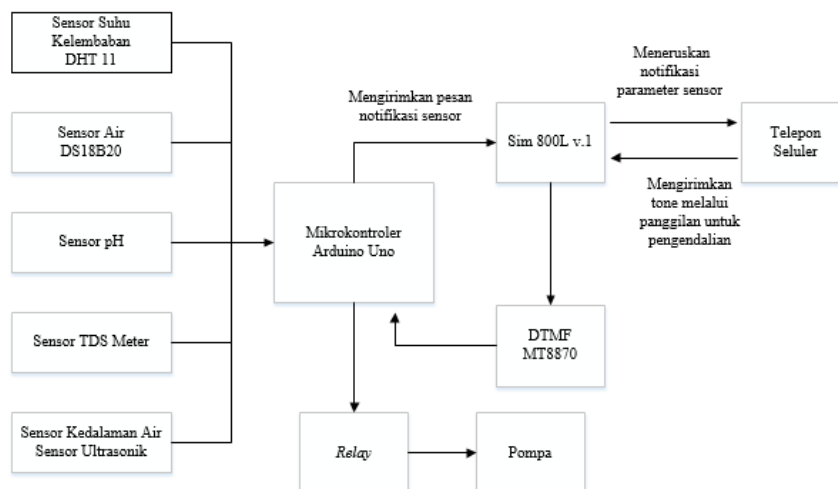 Sensor Suhu
Kelembaban
DHT 11
Sensor Air
DS18B20
Sensor pH
Sensor TDS Meter
Sensor Kedalaman Air
Sensor Ultrasonik
Mengirimkan pesan
notifikasi sensor
Mikrokontroler
Arduino Uno
Sim 800L v.1
Meneruskan
notifikasi
parameter sensor
Telepon
Seluler
Mengirimkan
tone melalui
panggilan untuk
pengendalian
DTMF
MT8870
Relay
Pompa